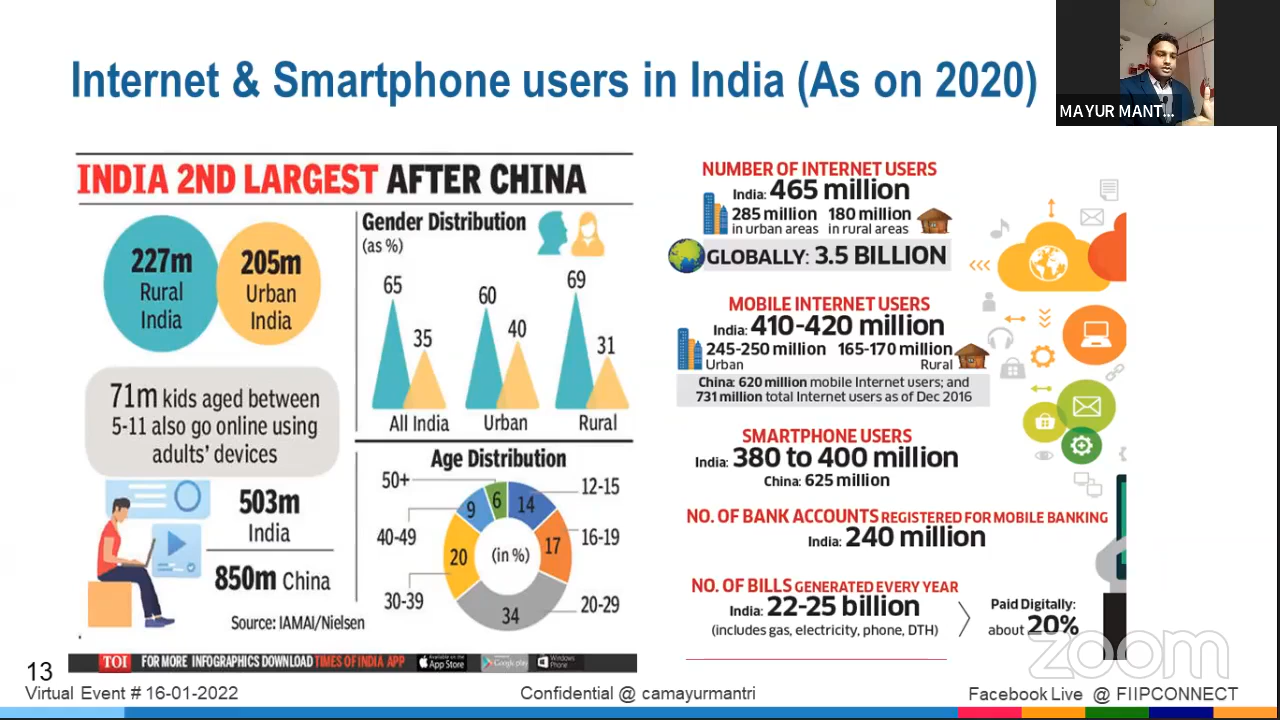 Internet & Smartphone users in India (As on 2020)
MAYUR MANT...
INDIA 2ND LARGEST AFTER CHINA
227m
Rural
India
205m
Urban
India
71m kids aged between
5-11 also go online using
adults' devices
503m
India
850m China
Source: IAMAI/Nielsen
Gender Distribution
(as %)
65
35
60
40
69
31
All India
Urban
Rural
Age Distribution
50+
12-15
40-49
16-19
30-39
20-29
9
6
14
20
(in %)
17
34
TOI FOR MORE INFOGRAPHICS DOWNLOAD TIMES OF INDIA APP
Available on the
App Store
Google play
Windows
Phone
NUMBER OF INTERNET USERS
India: 465 million
285 million 180 million
in urban areas in rural areas
GLOBALLY: 3.5 BILLION
MOBILE INTERNET USERS
India: 410-420 million
245-250 million 165-170 million
Urban Rural
China: 620 million mobile Internet users; and
731 million total Internet users as of Dec 2016
SMARTPHONE USERS
India: 380 to 400 million
China: 625 million
NO. OF BANK ACCOUNTS REGISTERED FOR MOBILE BANKING
India: 240 million
NO. OF BILLS GENERATED EVERY YEAR
India: 22-25 billion
(includes gas, electricity, phone, DTH)
Paid Digitally:
about 20%
zoom
13
Virtual Event # 16-01-2022
Confidential @ camayurmantri
Facebook Live @ FIIPCONNECT